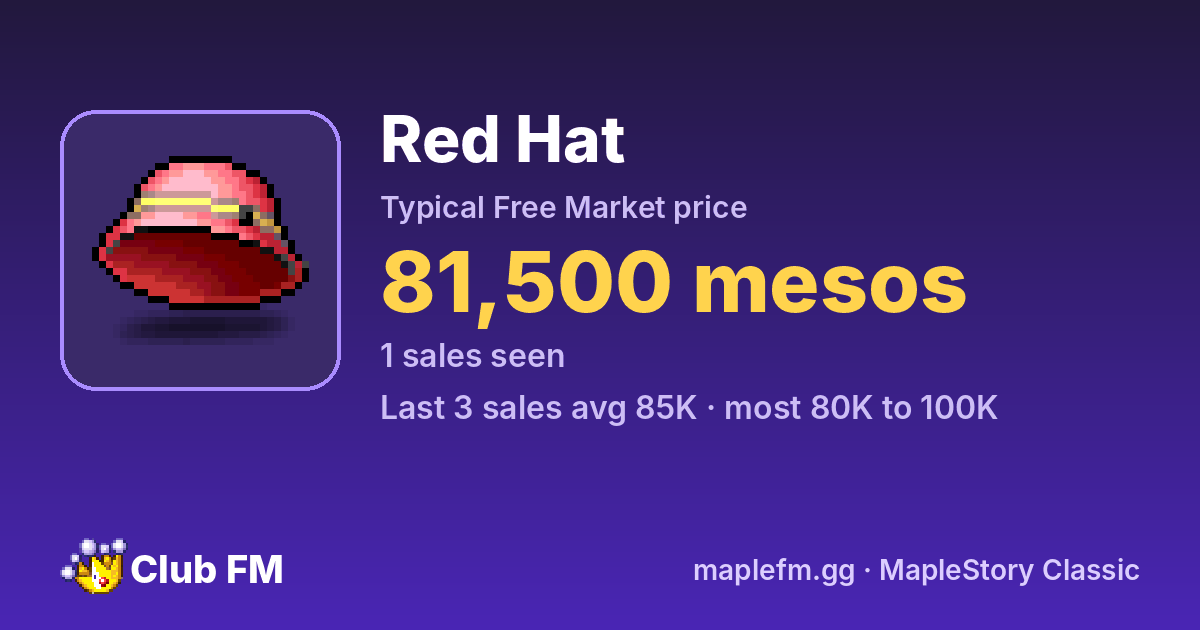 Red Hat
Typical Free Market price
81,500 mesos
1 sales seen
Last 3 sales avg 85K · most 80K to 100K
Club FM
maplefm.gg · MapleStory Classic